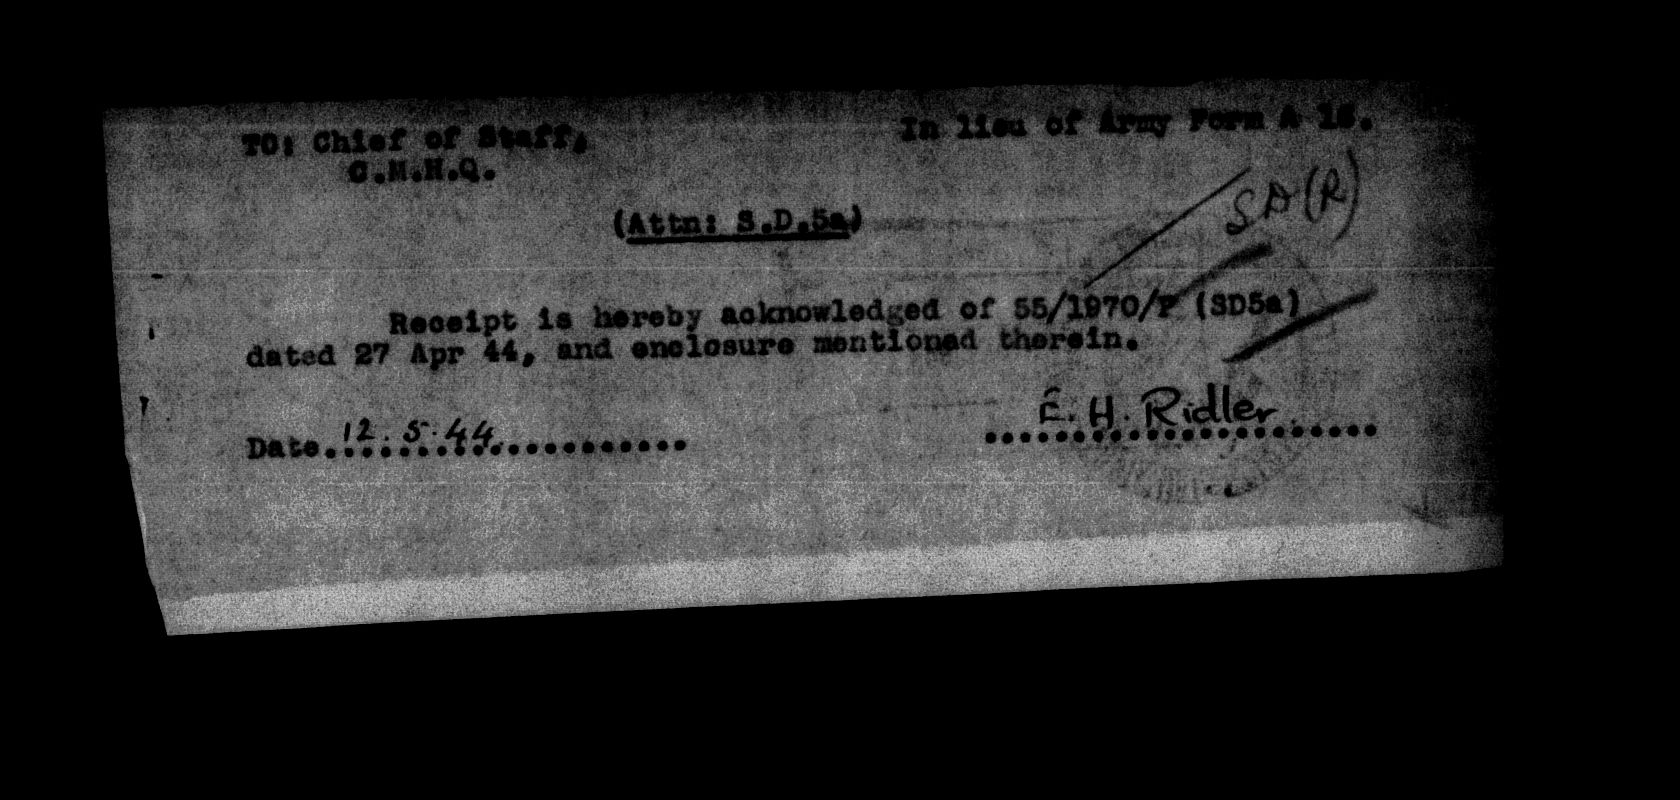 TO: Chief of Staff,
C.M.H.Q.
In lieu of Army Form A 16.
SD(R)
(Attn: S.D.5a)
Receipt is hereby acknowledged of 55/1970/P (SD5a)
dated 27 Apr 44, and enclosure mentioned therein.
E. H. Ridler.
Date 12.5.44.